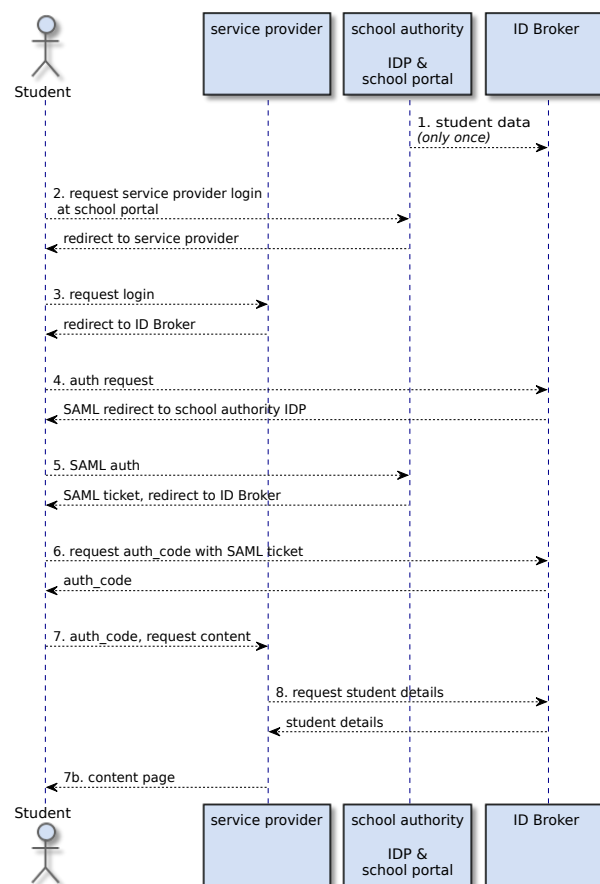 service provider
school authority
IDP &
school portal
ID Broker
Student
1. student data
(only once)
2. request service provider login
at school portal
redirect to service provider
3. request login
redirect to ID Broker
4. auth request
SAML redirect to school authority IDP
5. SAML auth
SAML ticket, redirect to ID Broker
6. request auth_code with SAML ticket
auth_code
7. auth_code, request content
8. request student details
student details
7b. content page
Student
service provider
school authority
IDP &
school portal
ID Broker